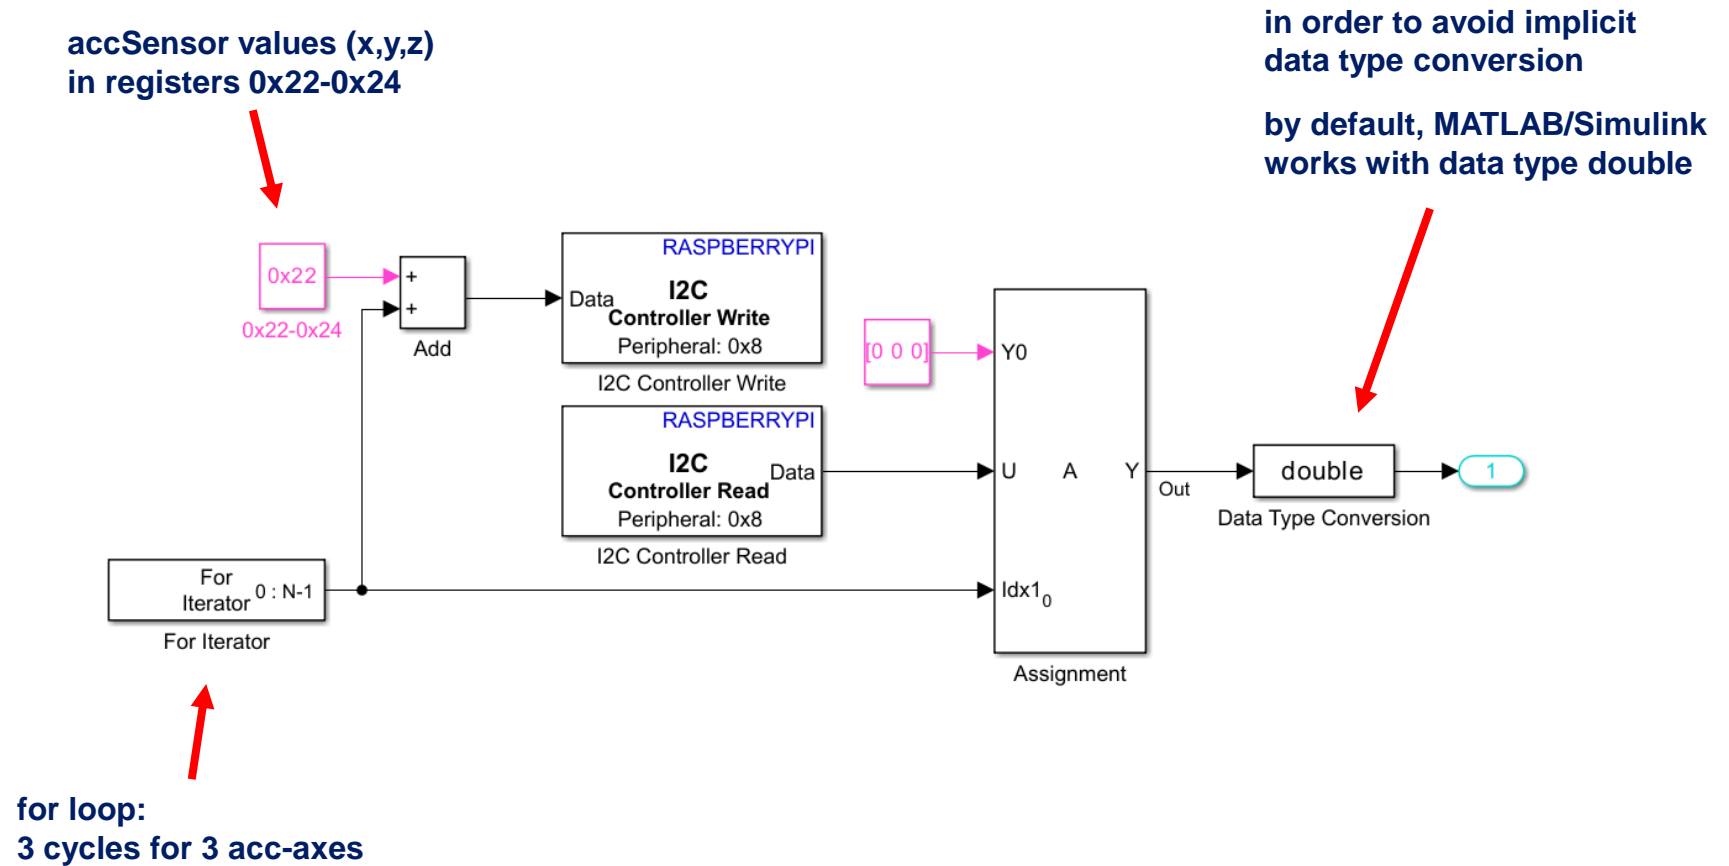 accSensor values (x,y,z)
in registers 0x22-0x24
in order to avoid implicit
data type conversion
by default, MATLAB/Simulink
works with data type double
0x22
0x22-0x24
+
+
Add
RASPBERRYPI
Data
I2C
Controller Write
Peripheral: 0x8
I2C Controller Write
RASPBERRYPI
I2C
Controller Read
Data
Peripheral: 0x8
I2C Controller Read
[0 0 0]
Y0
U
A
Y
Idx1 0
Assignment
Out
double
Data Type Conversion
1
For
Iterator
0 : N-1
For Iterator
for loop:
3 cycles for 3 acc-axes